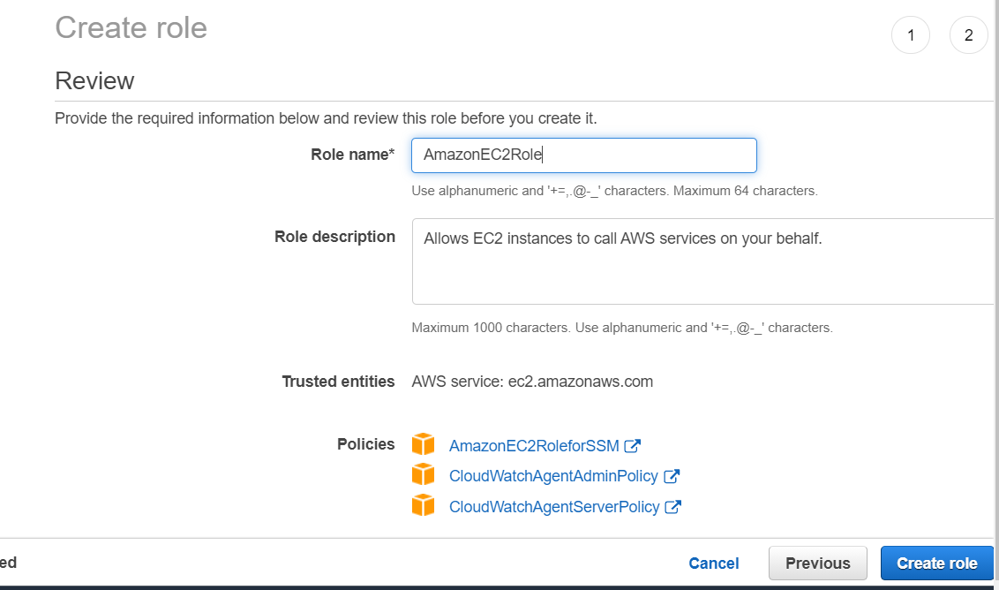 Create role
1 2
Review
Provide the required information below and review this role before you create it.
Role name* AmazonEC2Role
Use alphanumeric and '+=,.@-_' characters. Maximum 64 characters.
Role description Allows EC2 instances to call AWS services on your behalf.
Maximum 1000 characters. Use alphanumeric and '+=,.@-_' characters.
Trusted entities AWS service: ec2.amazonaws.com
Policies AmazonEC2RoleforSSM
CloudWatchAgentAdminPolicy
CloudWatchAgentServerPolicy
ed Cancel Previous Create role